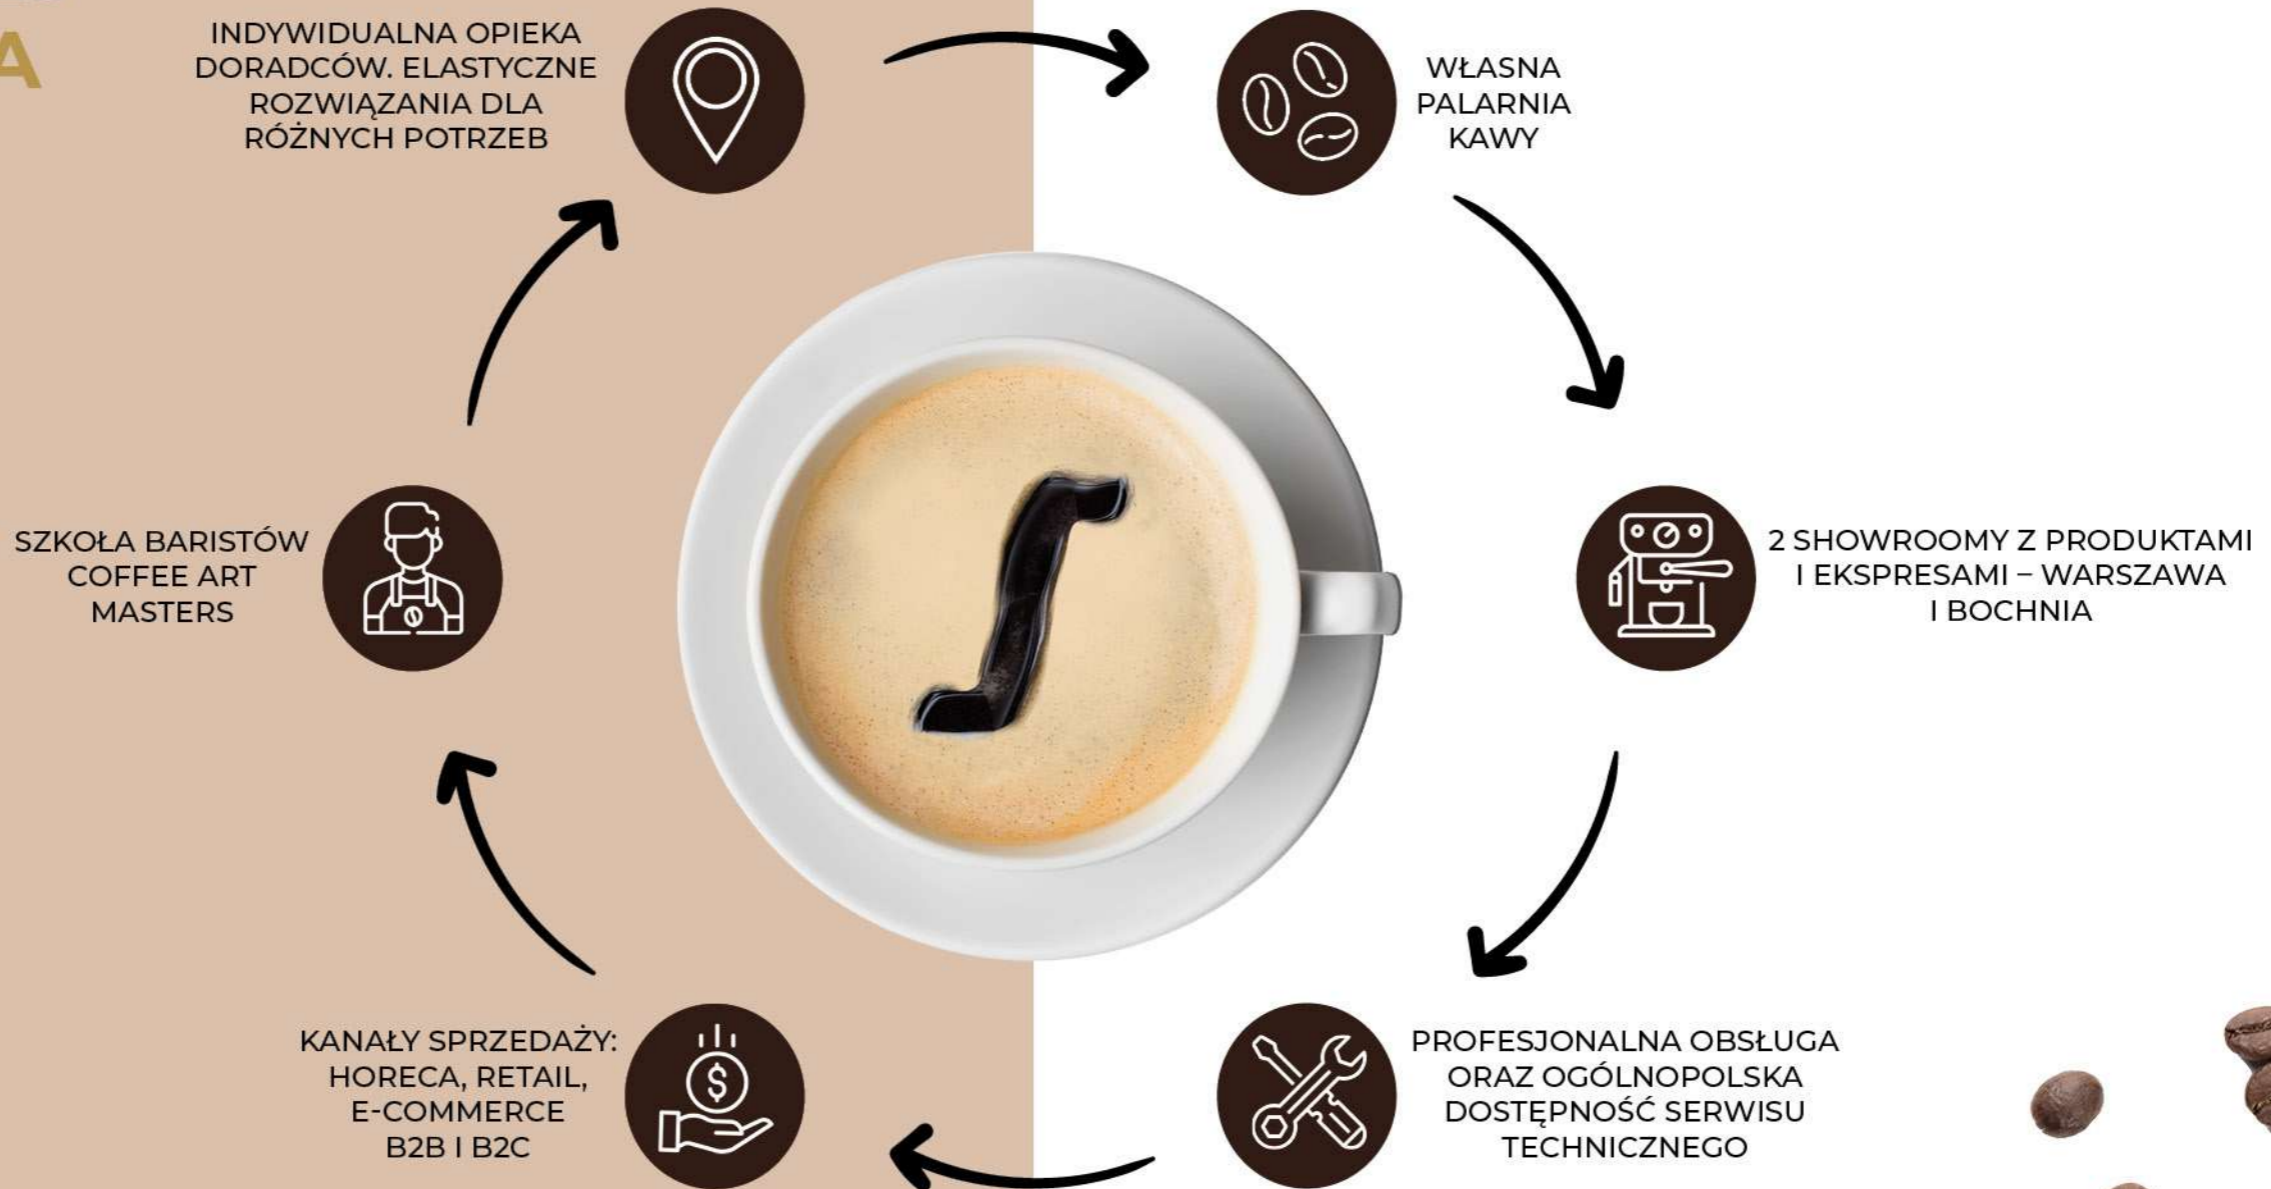 A
INDYWIDUALNA OPIEKA
DORADCÓW. ELASTYCZNE
ROZWIĄZANIA DLA
RÓŻNYCH POTRZEB
WŁASNA
PALARNIA
KAWY
2 SHOWROOMY Z PRODUKTAMI
I EKSPRESAMI – WARSZAWA
I BOCHNIA
PROFESJONALNA OBSŁUGA
ORAZ OGÓLNOPOLSKA
DOSTĘPNOŚĆ SERWISU
TECHNICZNEGO
KANAŁY SPRZEDAŻY:
HORECA, RETAIL,
E-COMMERCE
B2B I B2C
SZKOŁA BARISTÓW
COFFEE ART
MASTERS